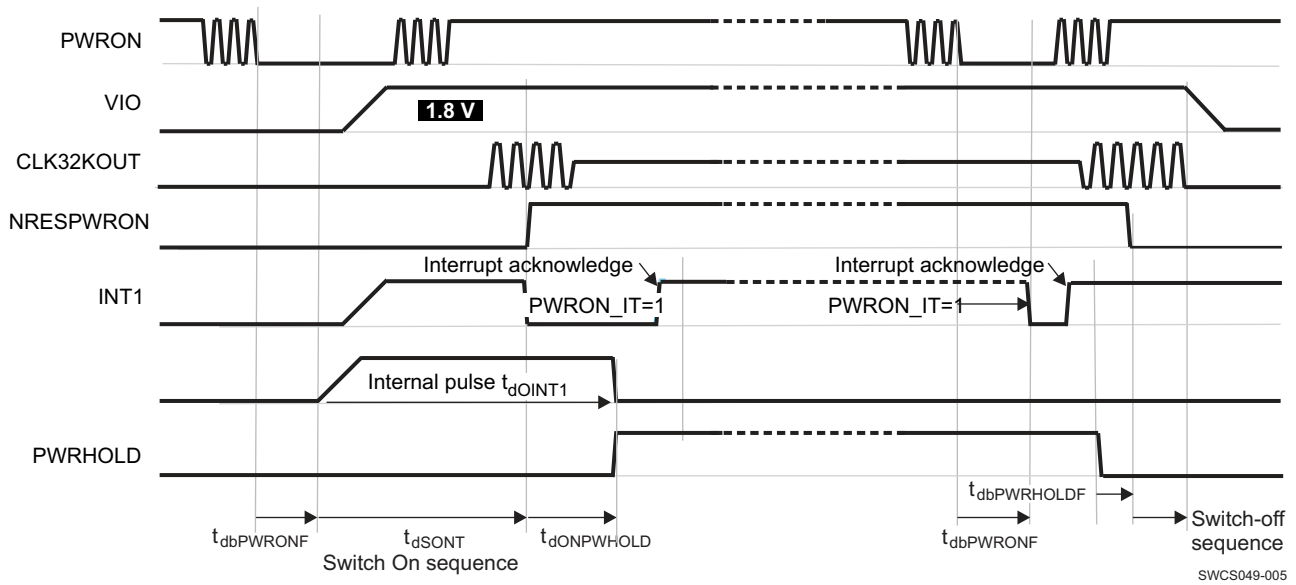 PWRON
VIO
1.8 V
CLK32KOUT
NRESPWRON
Interrupt acknowledge
Interrupt acknowledge
INT1
PWRON_IT=1
PWRON_IT=1
Internal pulse tdOINT1
PWRHOLD
tdbPWRHOLDF
tdbPWRONF
tdSONT
tdONPWHOLD
tdbPWRONF
Switch-off
sequence
Switch On sequence
SWCS049-005